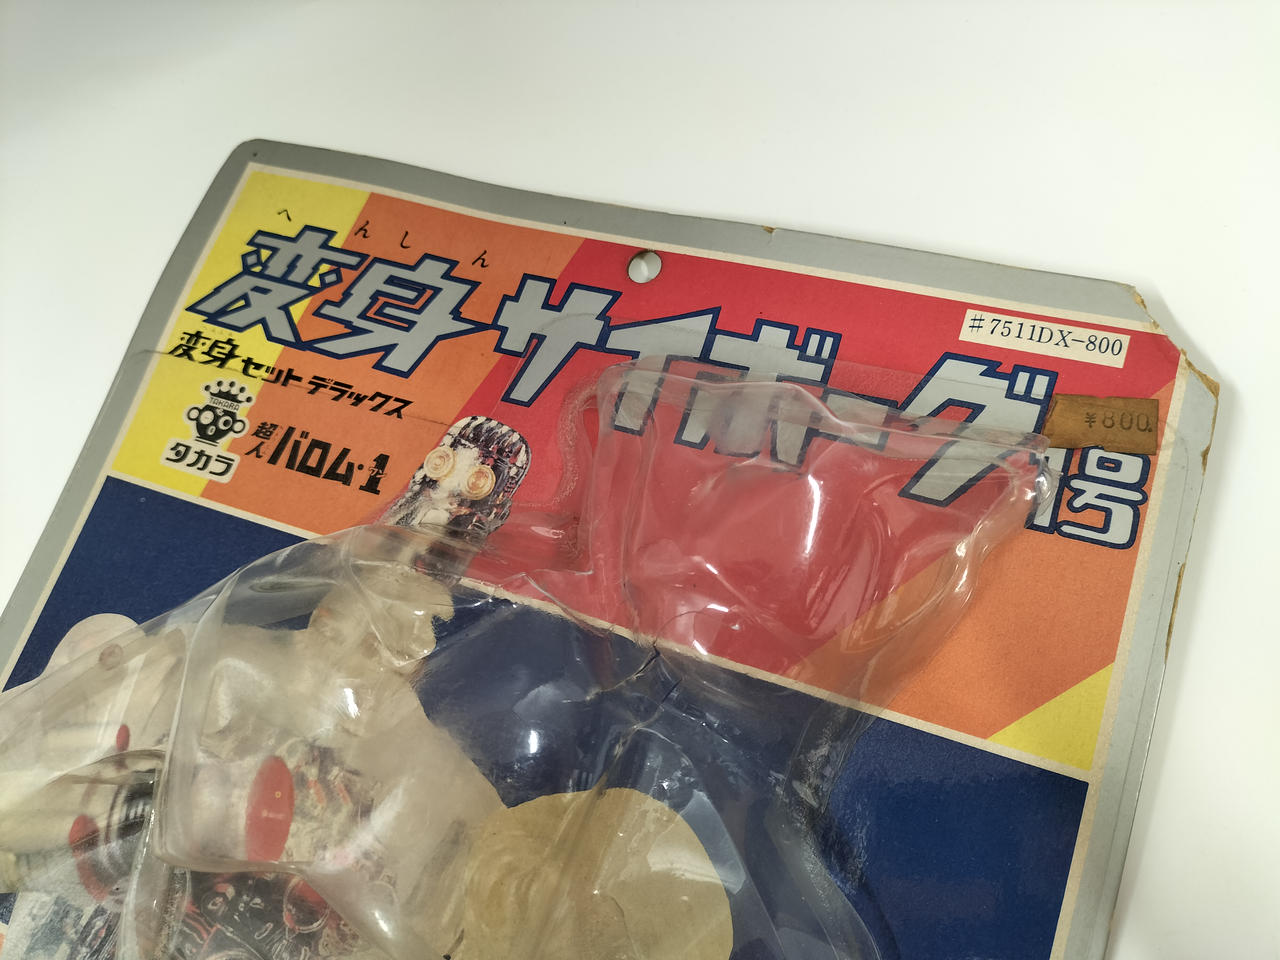 へんしん
変身サイボーグ1号
#7511DX-800
¥800.
変身セットデラックス
TAKARA
タカラ
超人バロム・1